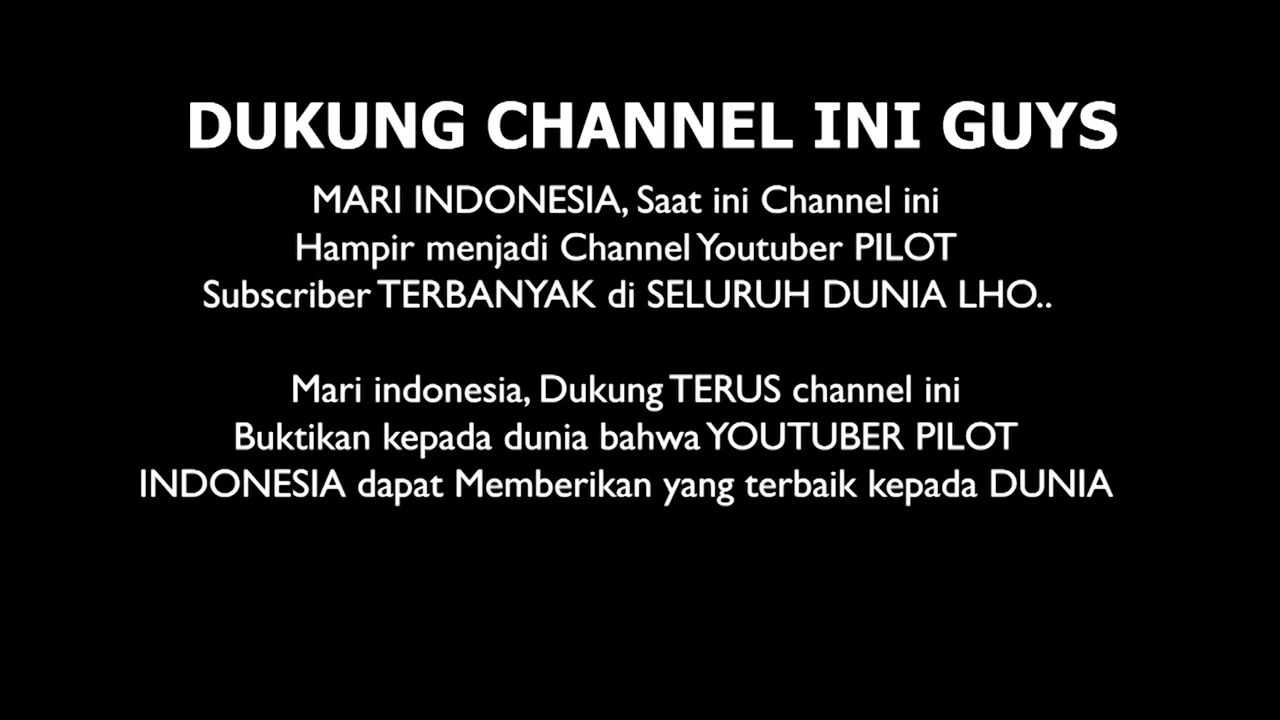 DUKUNG CHANNEL INI GUYS
MARI INDONESIA, Saat ini Channel ini
Hampir menjadi Channel Youtuber PILOT
Subscriber TERBANYAK di SELURUH DUNIA LHO..
Mari indonesia, Dukung TERUS channel ini
Buktikan kepada dunia bahwa YOUTUBER PILOT
INDONESIA dapat Memberikan yang terbaik kepada DUNIA